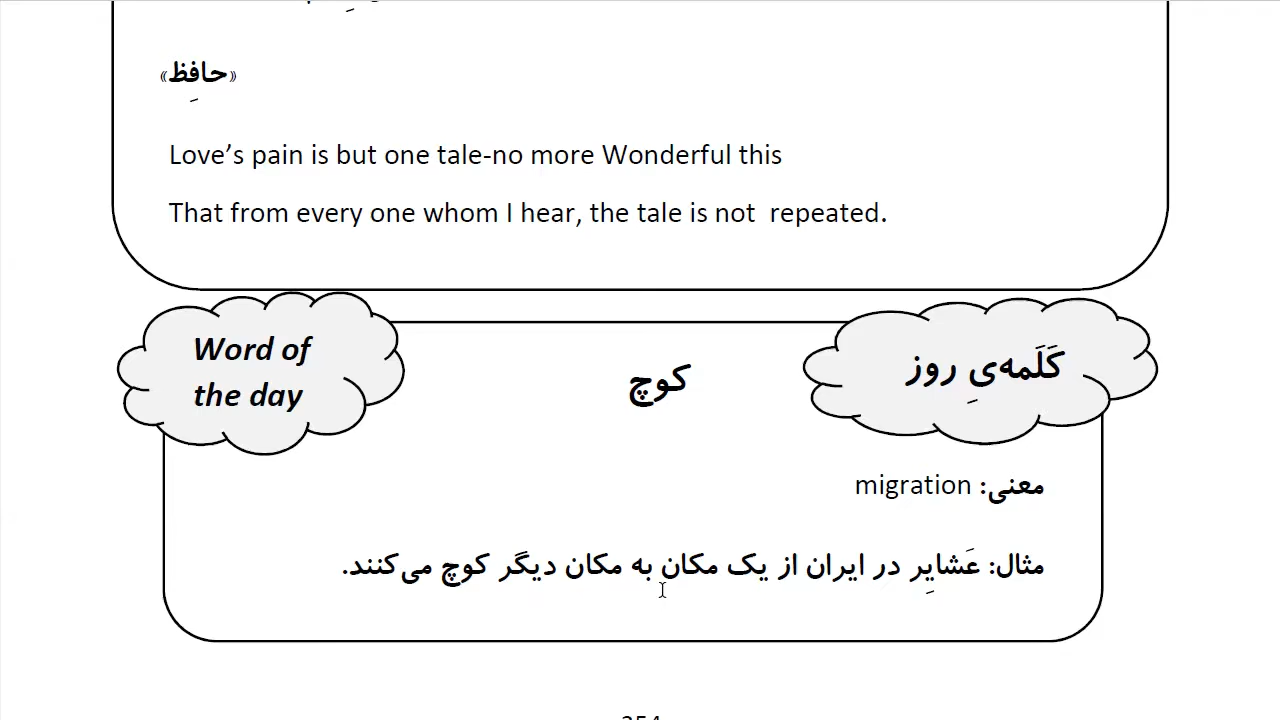 «حافِظ»
Love’s pain is but one tale-no more Wonderful this
That from every one whom I hear, the tale is not repeated.
Word of
the day
کَلَمه‌یِ روز
کوچ
معنی: migration
مثال: عَشایِر در ایران از یک مکان به مکان دیگر کوچ می‌کنند.